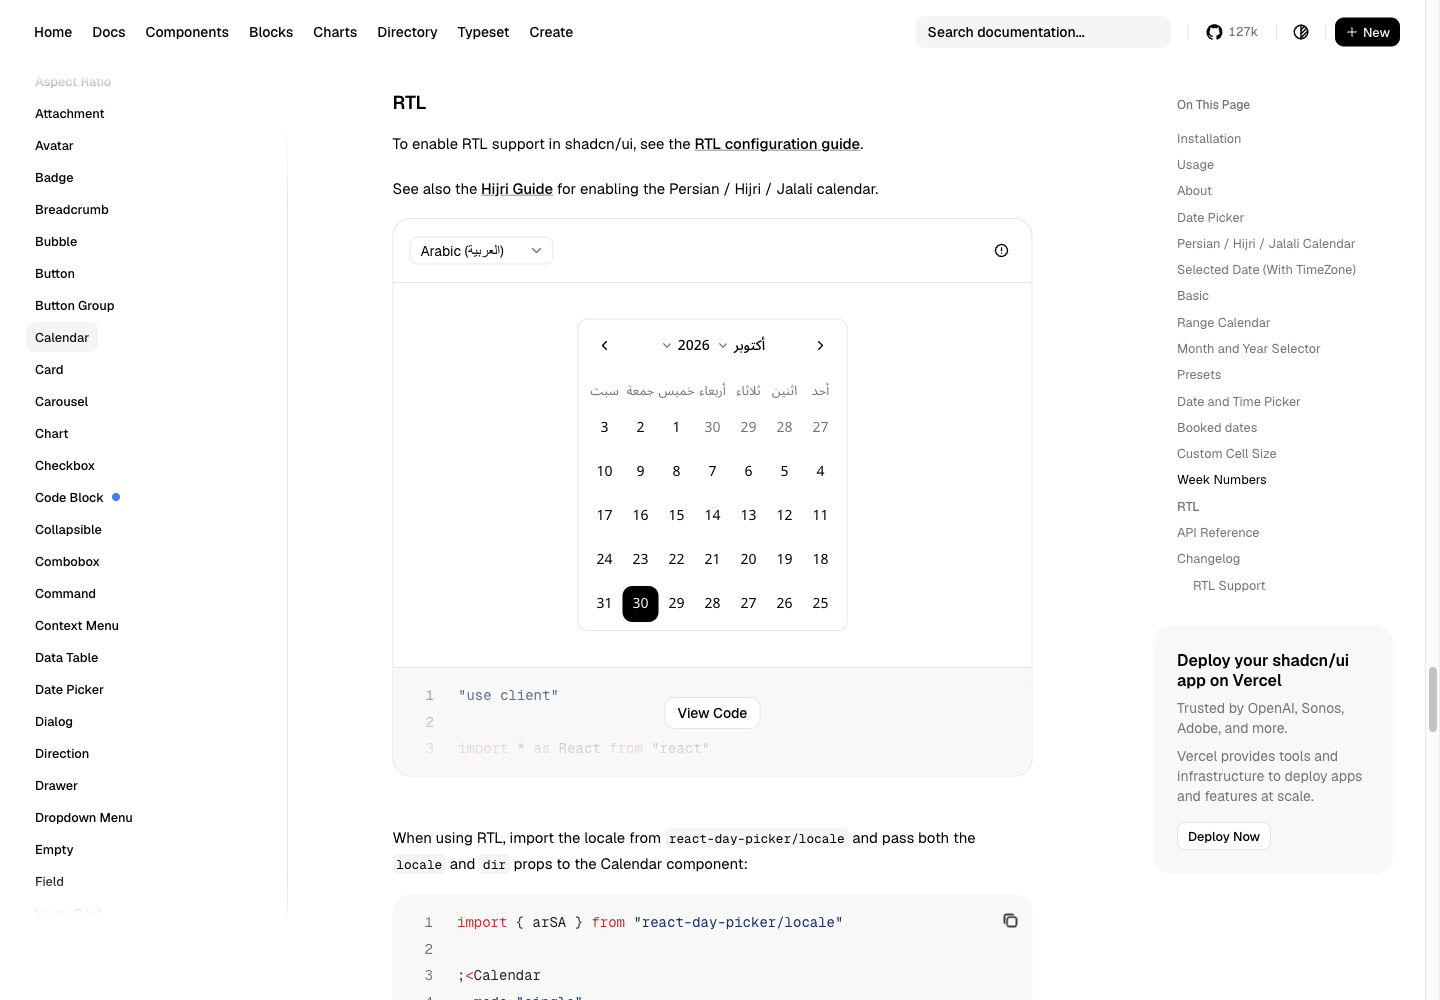 Home Docs Components Blocks Charts Directory Typeset Create
Search documentation...
127k
New
Aspect Ratio
Attachment
Avatar
Badge
Breadcrumb
Bubble
Button
Button Group
Calendar
Card
Carousel
Chart
Checkbox
Code Block
Collapsible
Combobox
Command
Context Menu
Data Table
Date Picker
Dialog
Direction
Drawer
Dropdown Menu
Empty
Field
RTL
To enable RTL support in shadcn/ui, see the RTL configuration guide.
See also the Hijri Guide for enabling the Persian / Hijri / Jalali calendar.
Arabic (العربية)
أكتوبر 2026
أحد اثنين ثلاثاء أربعاء خميس جمعة سبت
27 28 29 30 1 2 3
4 5 6 7 8 9 10
11 12 13 14 15 16 17
18 19 20 21 22 23 24
25 26 27 28 29 30 31
1 "use client"
2
View Code
3 import * as React from "react"
When using RTL, import the locale from react-day-picker/locale and pass both the
locale and dir props to the Calendar component:
1 import { arSA } from "react-day-picker/locale"
2
3 ;<Calendar
On This Page
Installation
Usage
About
Date Picker
Persian / Hijri / Jalali Calendar
Selected Date (With TimeZone)
Basic
Range Calendar
Month and Year Selector
Presets
Date and Time Picker
Booked dates
Custom Cell Size
Week Numbers
RTL
API Reference
Changelog
RTL Support
Deploy your shadcn/ui
app on Vercel
Trusted by OpenAI, Sonos,
Adobe, and more.
Vercel provides tools and
infrastructure to deploy apps
and features at scale.
Deploy Now